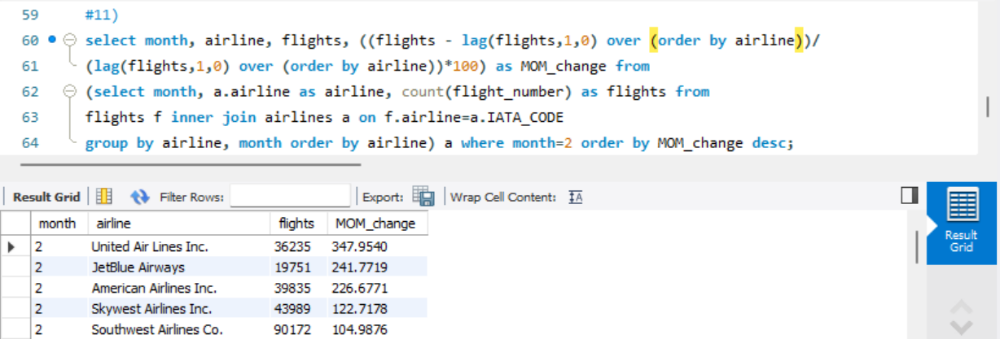 59 #11)
60 select month, airline, flights, ((flights - lag(flights,1,0) over (order by airline))/
61 (lag(flights,1,0) over (order by airline))*100) as MOM_change from
62 (select month, a.airline as airline, count(flight_number) as flights from
63 flights f inner join airlines a on f.airline=a.IATA_CODE
64 group by airline, month order by airline) a where month=2 order by MOM_change desc;
Result Grid Filter Rows: Export: Wrap Cell Content: IA
month airline flights MOM_change
2 United Air Lines Inc. 36235 347.9540
2 JetBlue Airways 19751 241.7719
2 American Airlines Inc. 39835 226.6771
2 Skywest Airlines Inc. 43989 122.7178
2 Southwest Airlines Co. 90172 104.9876
Result
Grid